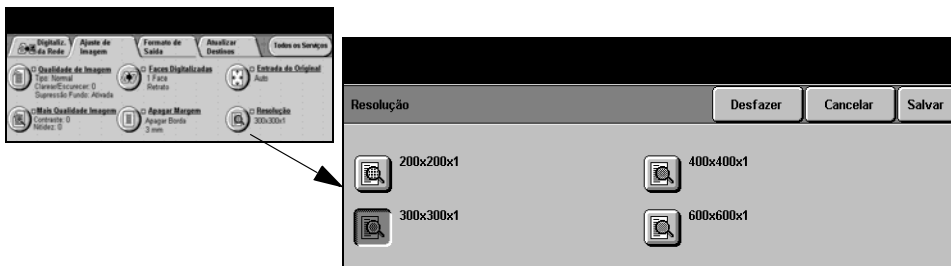 Digitaliz. da Rede
Ajuste de Imagem
Formato de Saída
Atualizar Destinos
Todos os Serviços
Qualidade de Imagem
Tipo: Normal
Clarear/Escurecer: 0
Supressão Fundo: Ativada
Faces Digitalizadas
1 Face
Retrato
Entrada do Original
Auto
Mais Qualidade Imagem
Contraste: 0
Nitidez: 0
Apagar Margem
Apagar Borda
3 mm
Resolução
300x300x1
Resolução
Desfazer
Cancelar
Salvar
200x200x1
400x400x1
300x300x1
600x600x1